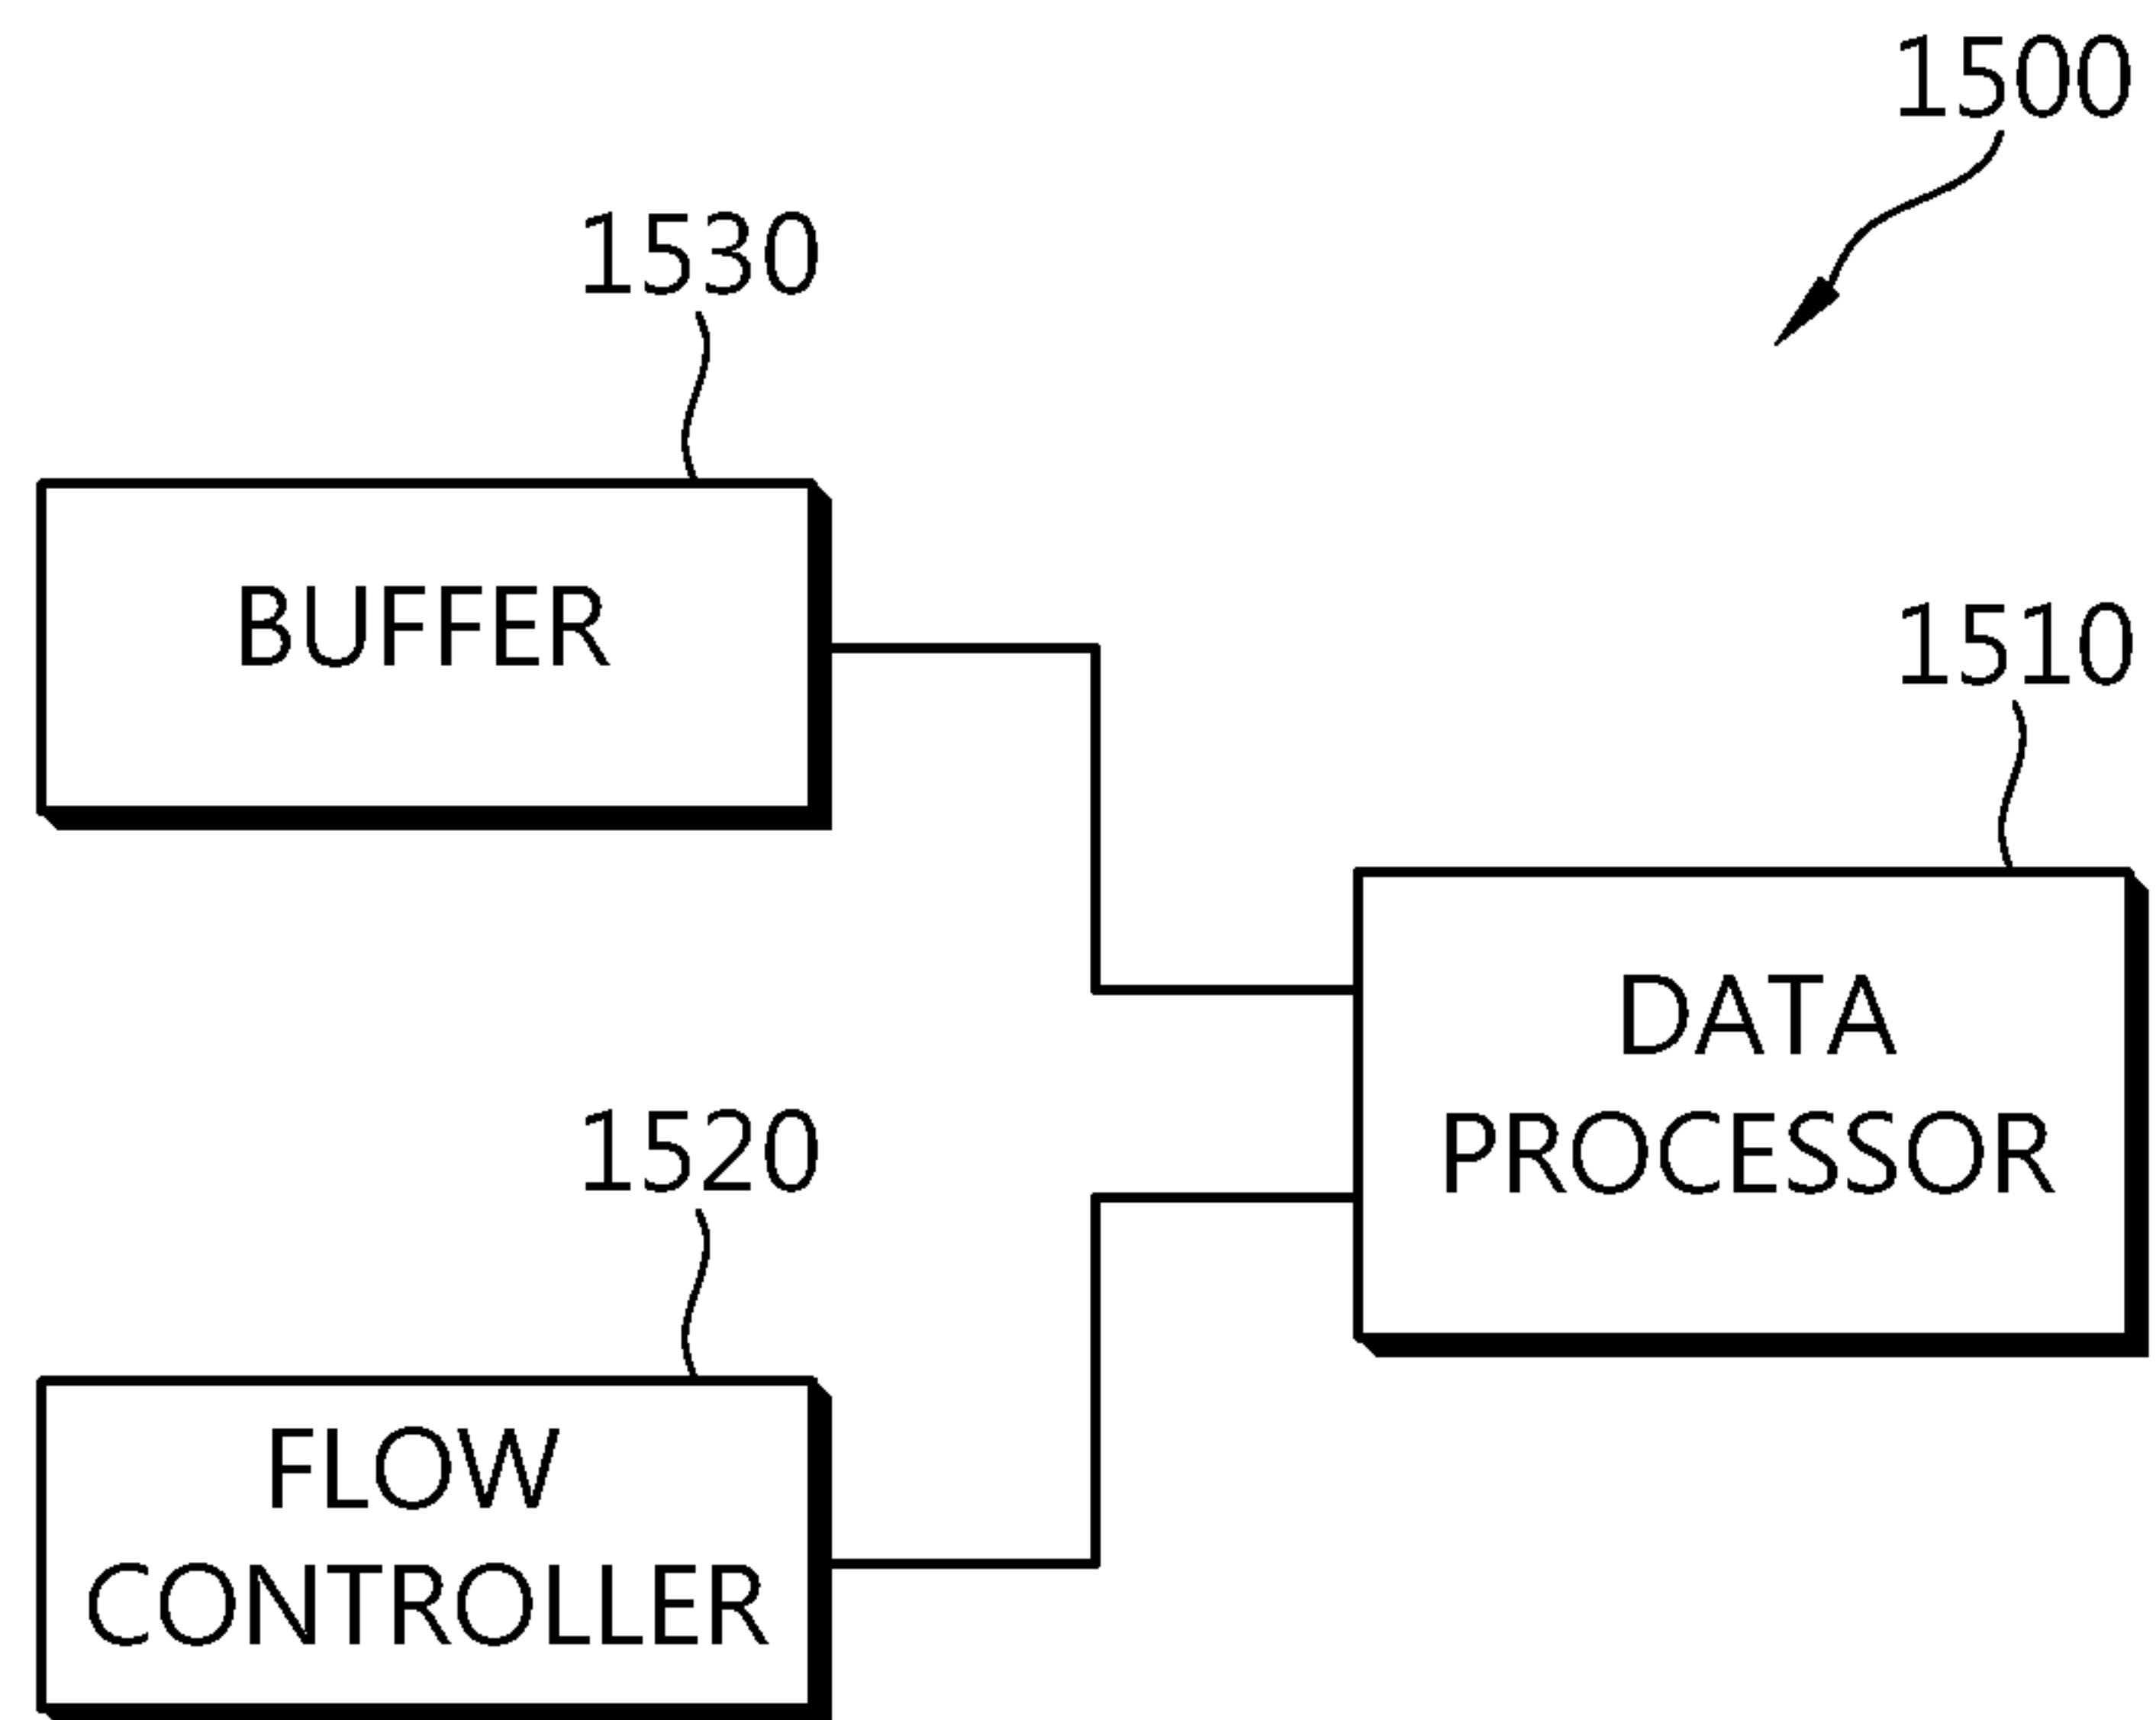 1500
1530
BUFFER
1510
DATA
PROCESSOR
1520
FLOW
CONTROLLER